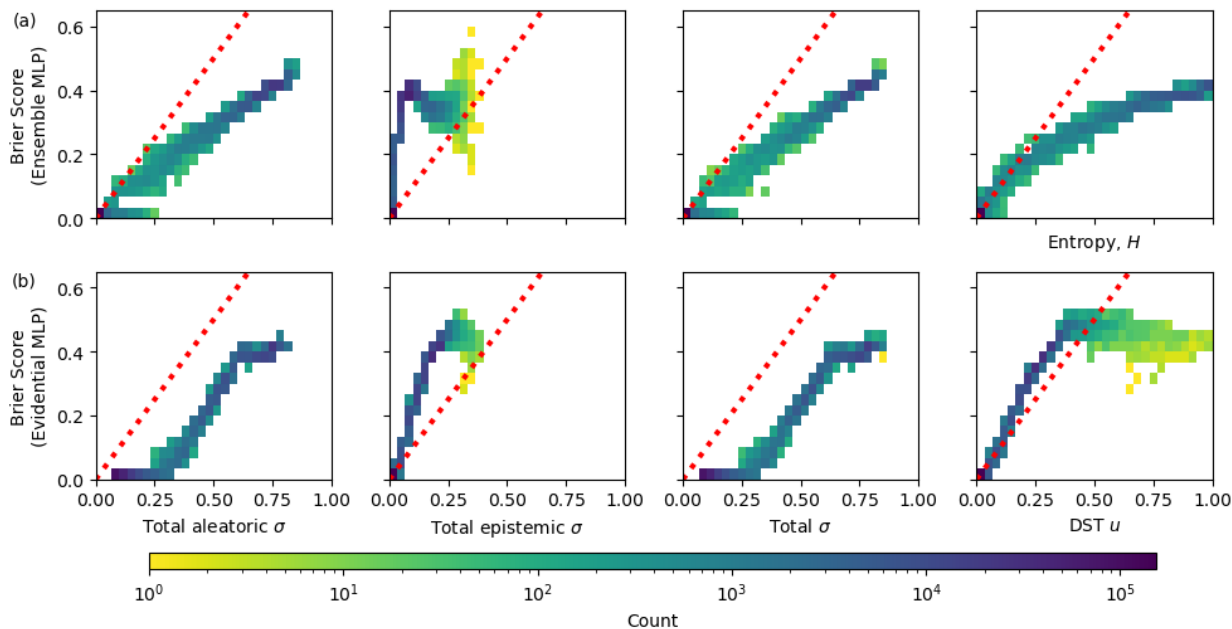 (a)
Brier Score
(Ensemble MLP)
0.6
0.4
0.2
0.0
Entropy, H
(b)
Brier Score
(Evidential MLP)
0.6
0.4
0.2
0.0
0.00 0.25 0.50 0.75 1.00
Total aleatoric σ
0.00 0.25 0.50 0.75 1.00
Total epistemic σ
0.00 0.25 0.50 0.75 1.00
Total σ
0.00 0.25 0.50 0.75 1.00
DST u
10⁰ 10¹ 10² 10³ 10⁴ 10⁵
Count